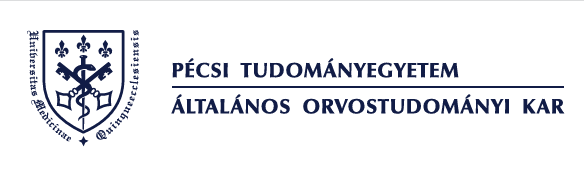 Universitas Medicinae Quinqueecclesiensis
PÉCSI TUDOMÁNYEGYETEM
ÁLTALÁNOS ORVOSTUDOMÁNYI KAR